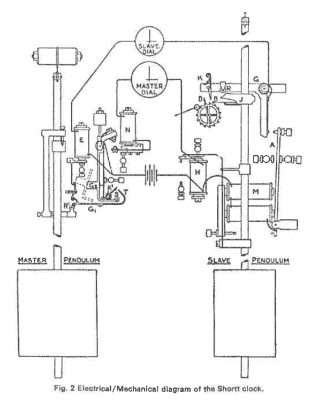 SLAVE
DIAL
MASTER
DIAL
K
G
R
J
D
B
E
N
A
H
M
K'
T
S
R'
G₁
MASTER PENDULUM
SLAVE PENDULUM
Fig. 2 Electrical/Mechanical diagram of the Shortt clock.